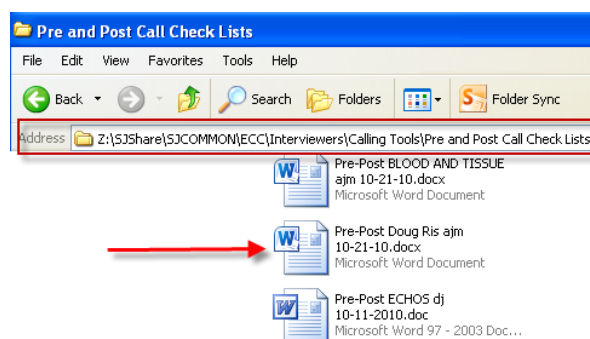 Pre and Post Call Check Lists
File Edit View Favorites Tools Help
Back Search Folders Folder Sync
Address Z:\SJShare\SJCOMMON\ECC\Interviewers\Calling Tools\Pre and Post Call Check Lists
Pre-Post BLOOD AND TISSUE
ajm 10-21-10.docx
Microsoft Word Document
Pre-Post Doug Ris ajm
10-21-10.docx
Microsoft Word Document
Pre-Post ECHOS dj
10-11-2010.doc
Microsoft Word 97 - 2003 Doc...